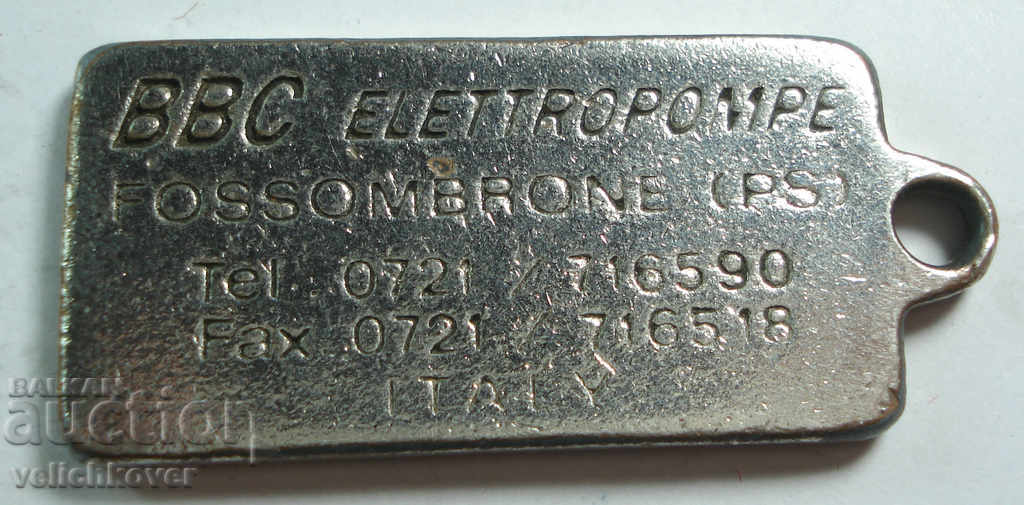 BBC ELETTROPOMPE
FOSSOMBRONE (PS)
Tel. 0721 / 716590
Fax 0721 / 716518
ITALY
BALKAN
auction
velichkover